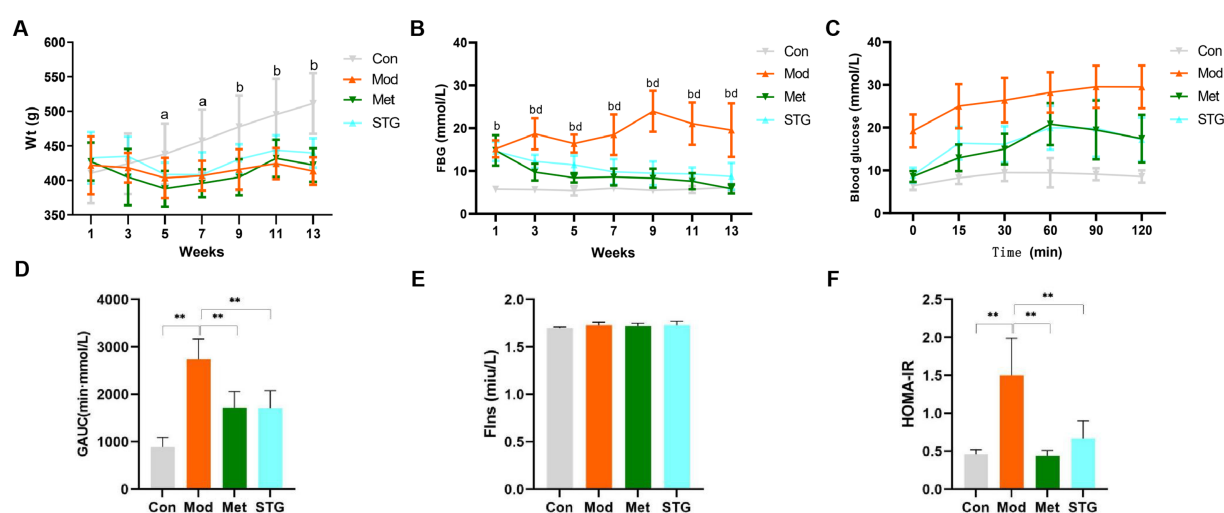 A
Wt (g)
600
550
500
450
400
350
a
a
b
b
b
1 3 5 7 9 11 13
Weeks
Con
Mod
Met
STG
B
FBS (mmol/L)
40
30
20
10
0
b
bd
bd
bd
bd
bd
bd
1 3 5 7 9 11 13
Weeks
Con
Mod
Met
STG
C
Blood glucose (mmol/L)
40
30
20
10
0
0 15 30 60 90 120
Time (min)
Con
Mod
Met
STG
D
GAUC(min·mmol/L)
4000
3000
2000
1000
0
**
**
**
Con Mod Met STG
E
FIns (miu/L)
2.0
1.5
1.0
0.5
0.0
Con Mod Met STG
F
HOMA-IR
2.5
2.0
1.5
1.0
0.5
0.0
**
**
**
Con Mod Met STG